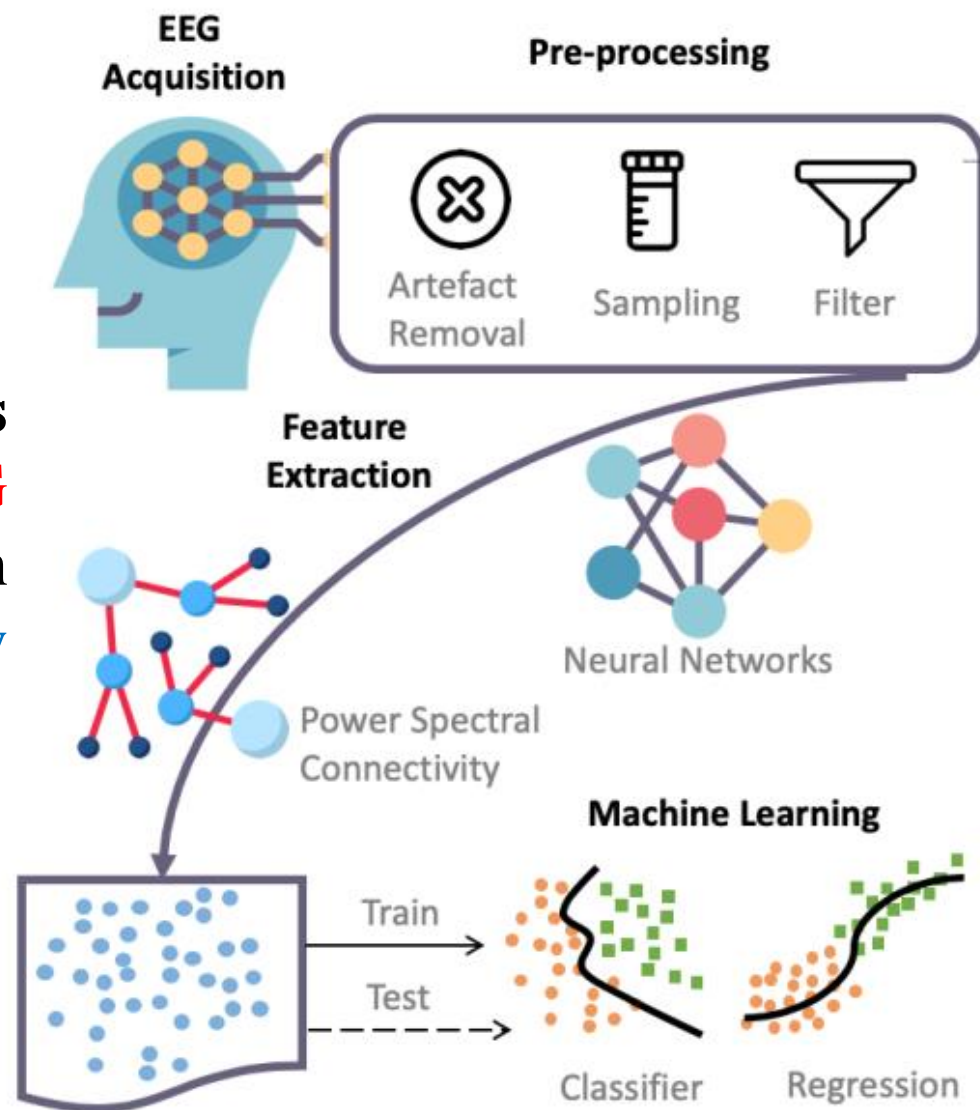 EEG
Acquisition
Pre-processing
Artefact
Removal
Sampling
Filter
s
Feature
Extraction
Neural Networks
Power Spectral
Connectivity
Machine Learning
Train
Test
Classifier
Regression